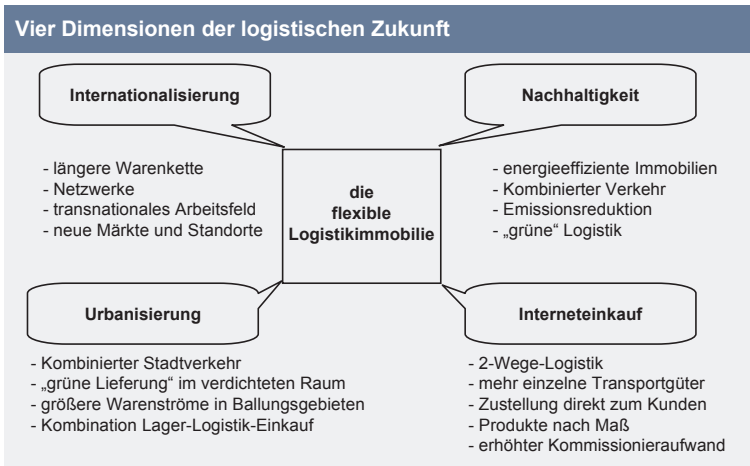 Vier Dimensionen der logistischen Zukunft
Internationalisierung
- längere Warenkette
- Netzwerke
- transnationales Arbeitsfeld
- neue Märkte und Standorte
Nachhaltigkeit
- energieeffiziente Immobilien
- Kombinierter Verkehr
- Emissionsreduktion
- „grüne“ Logistik
die
flexible
Logistikimmobilie
Urbanisierung
- Kombinierter Stadtverkehr
- „grüne Lieferung“ im verdichteten Raum
- größere Warenströme in Ballungsgebieten
- Kombination Lager-Logistik-Einkauf
Interneteinkauf
- 2-Wege-Logistik
- mehr einzelne Transportgüter
- Zustellung direkt zum Kunden
- Produkte nach Maß
- erhöhter Kommissionieraufwand